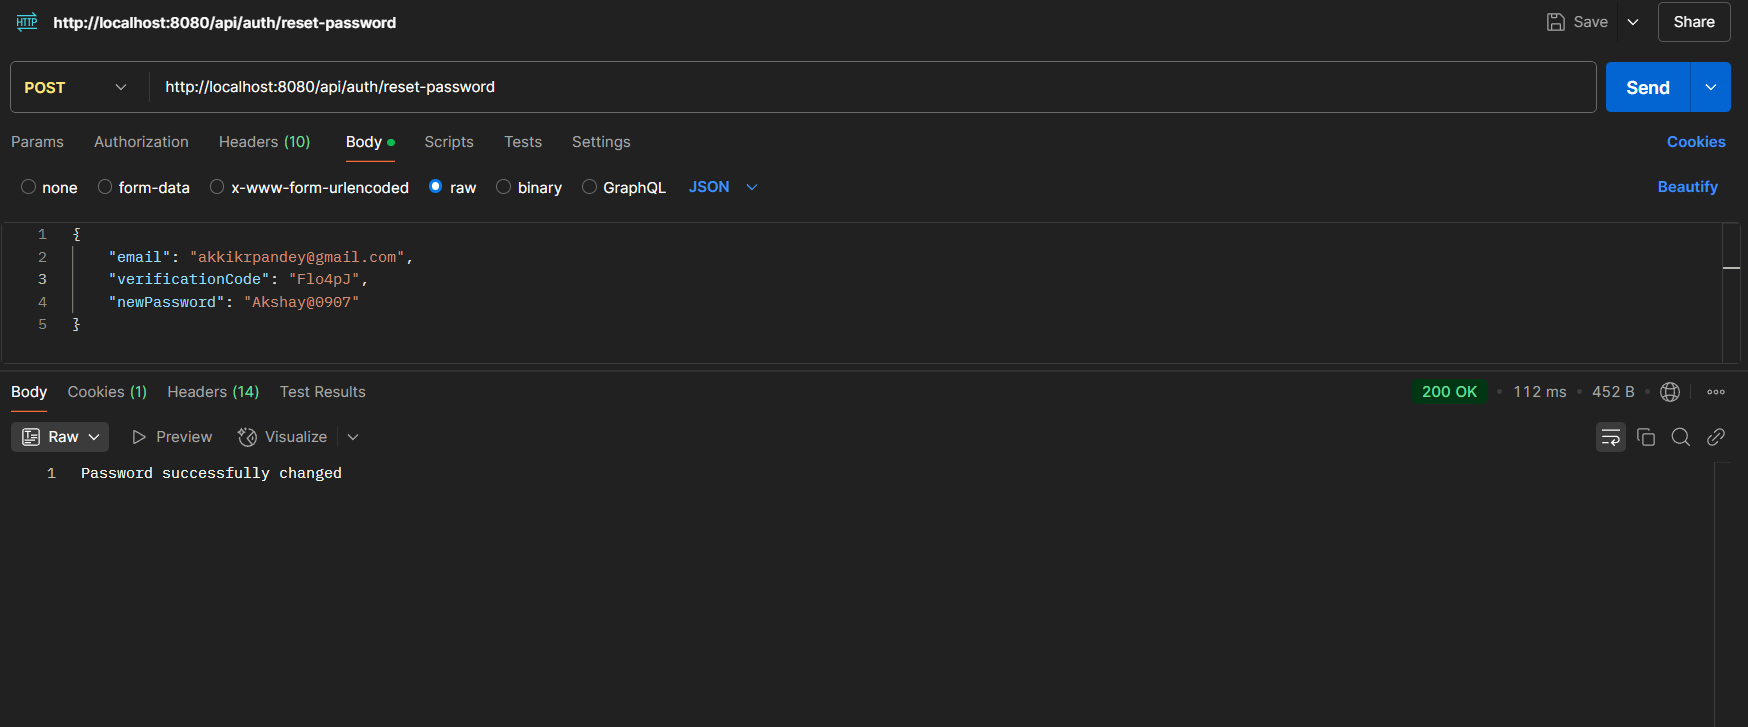 HTTP http://localhost:8080/api/auth/reset-password Save Share
POST http://localhost:8080/api/auth/reset-password Send
Params Authorization Headers (10) Body Scripts Tests Settings Cookies
none form-data x-www-form-urlencoded raw binary GraphQL JSON Beautify
1 {
2 "email": "akkikrpandey@gmail.com",
3 "verificationCode": "Flo4pJ",
4 "newPassword": "Akshay@0907"
5 }
Body Cookies (1) Headers (14) Test Results 200 OK • 112 ms • 452 B •
Raw Preview Visualize
1 Password successfully changed